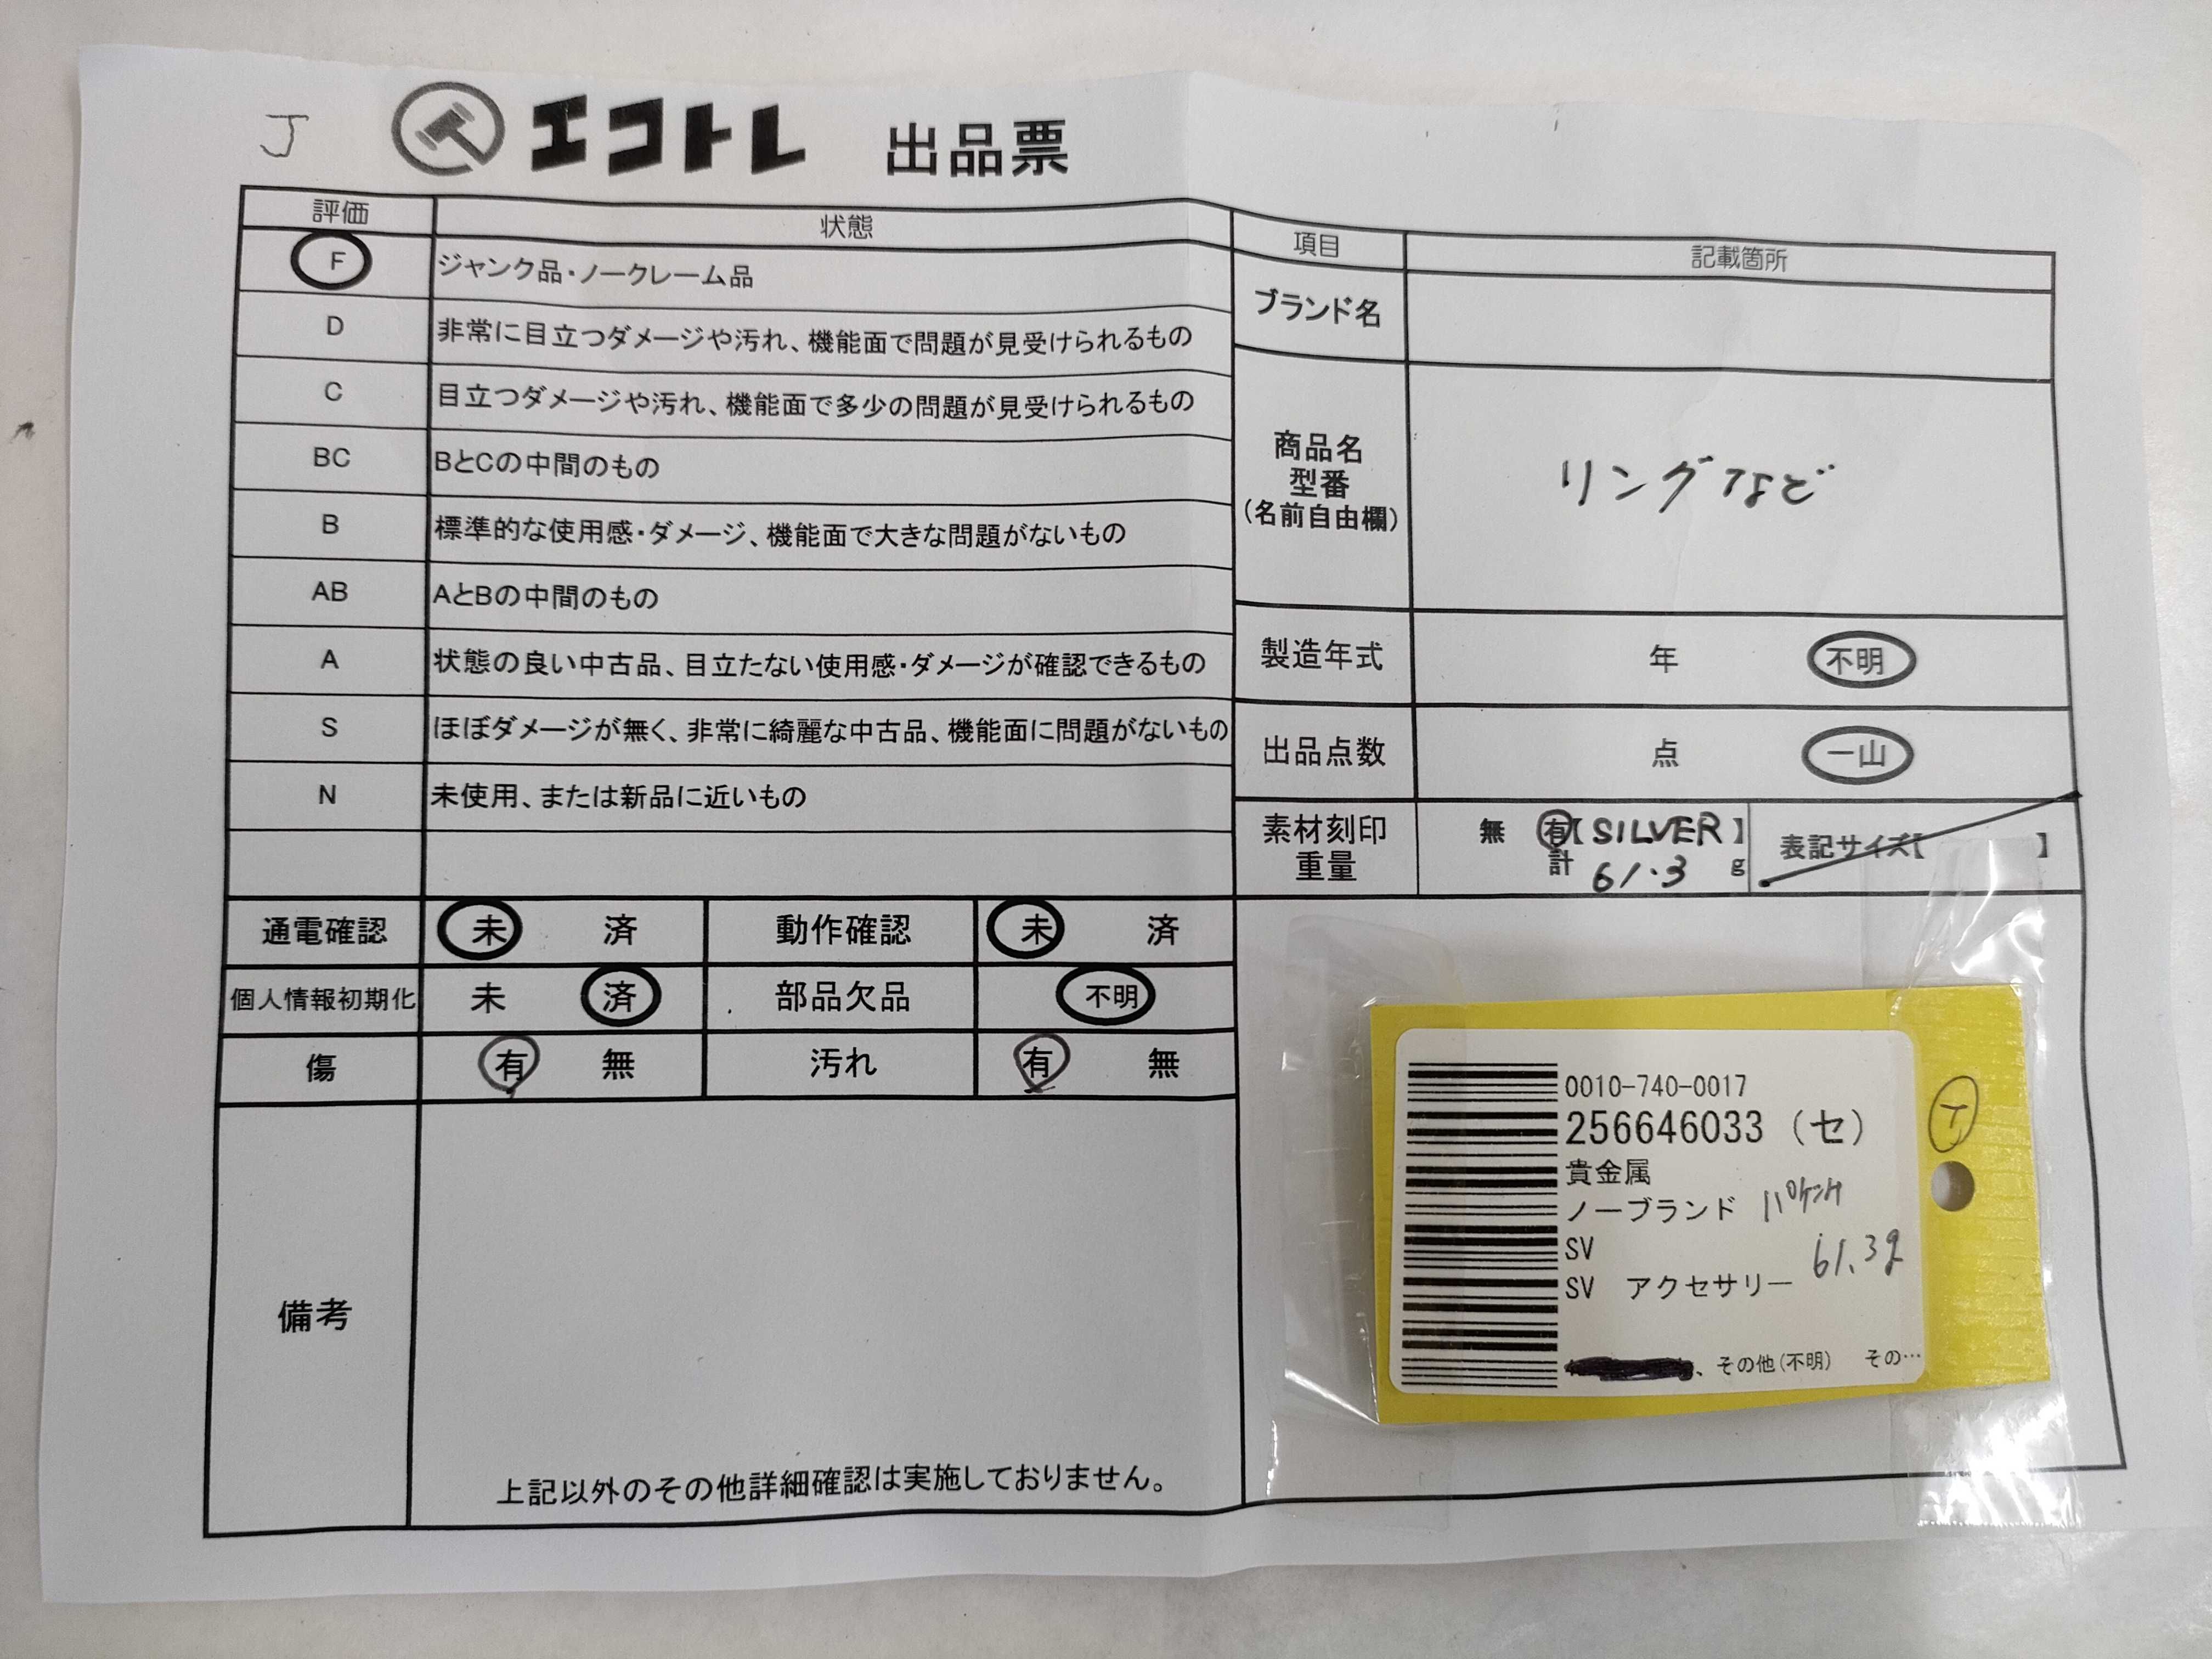 J
エコトレ 出品票
評価 状態
F ジャンク品・ノークレーム品
D 非常に目立つダメージや汚れ、機能面で問題が見受けられるもの
C 目立つダメージや汚れ、機能面で多少の問題が見受けられるもの
BC BとCの中間のもの
B 標準的な使用感・ダメージ、機能面で大きな問題がないもの
AB AとBの中間のもの
A 状態の良い中古品、目立たない使用感・ダメージが確認できるもの
S ほぼダメージが無く、非常に綺麗な中古品、機能面に問題がないもの
N 未使用、または新品に近いもの
項目 記載箇所
ブランド名
商品名
型番
(名前自由欄)
リングなど
製造年式 年 不明
出品点数 点 一山
素材刻印
重量
無 有【SILVER】
計 61.3 g
表記サイズ【 】
通電確認 未 済 動作確認 未 済
個人情報初期化 未 済 部品欠品 不明
傷 有 無 汚れ 有 無
備考
上記以外のその他詳細確認は実施しておりません。
0010-740-0017
256646033 (セ)
貴金属
ノーブランド
SV
SV アクセサリー
61.3g
、その他(不明) その…